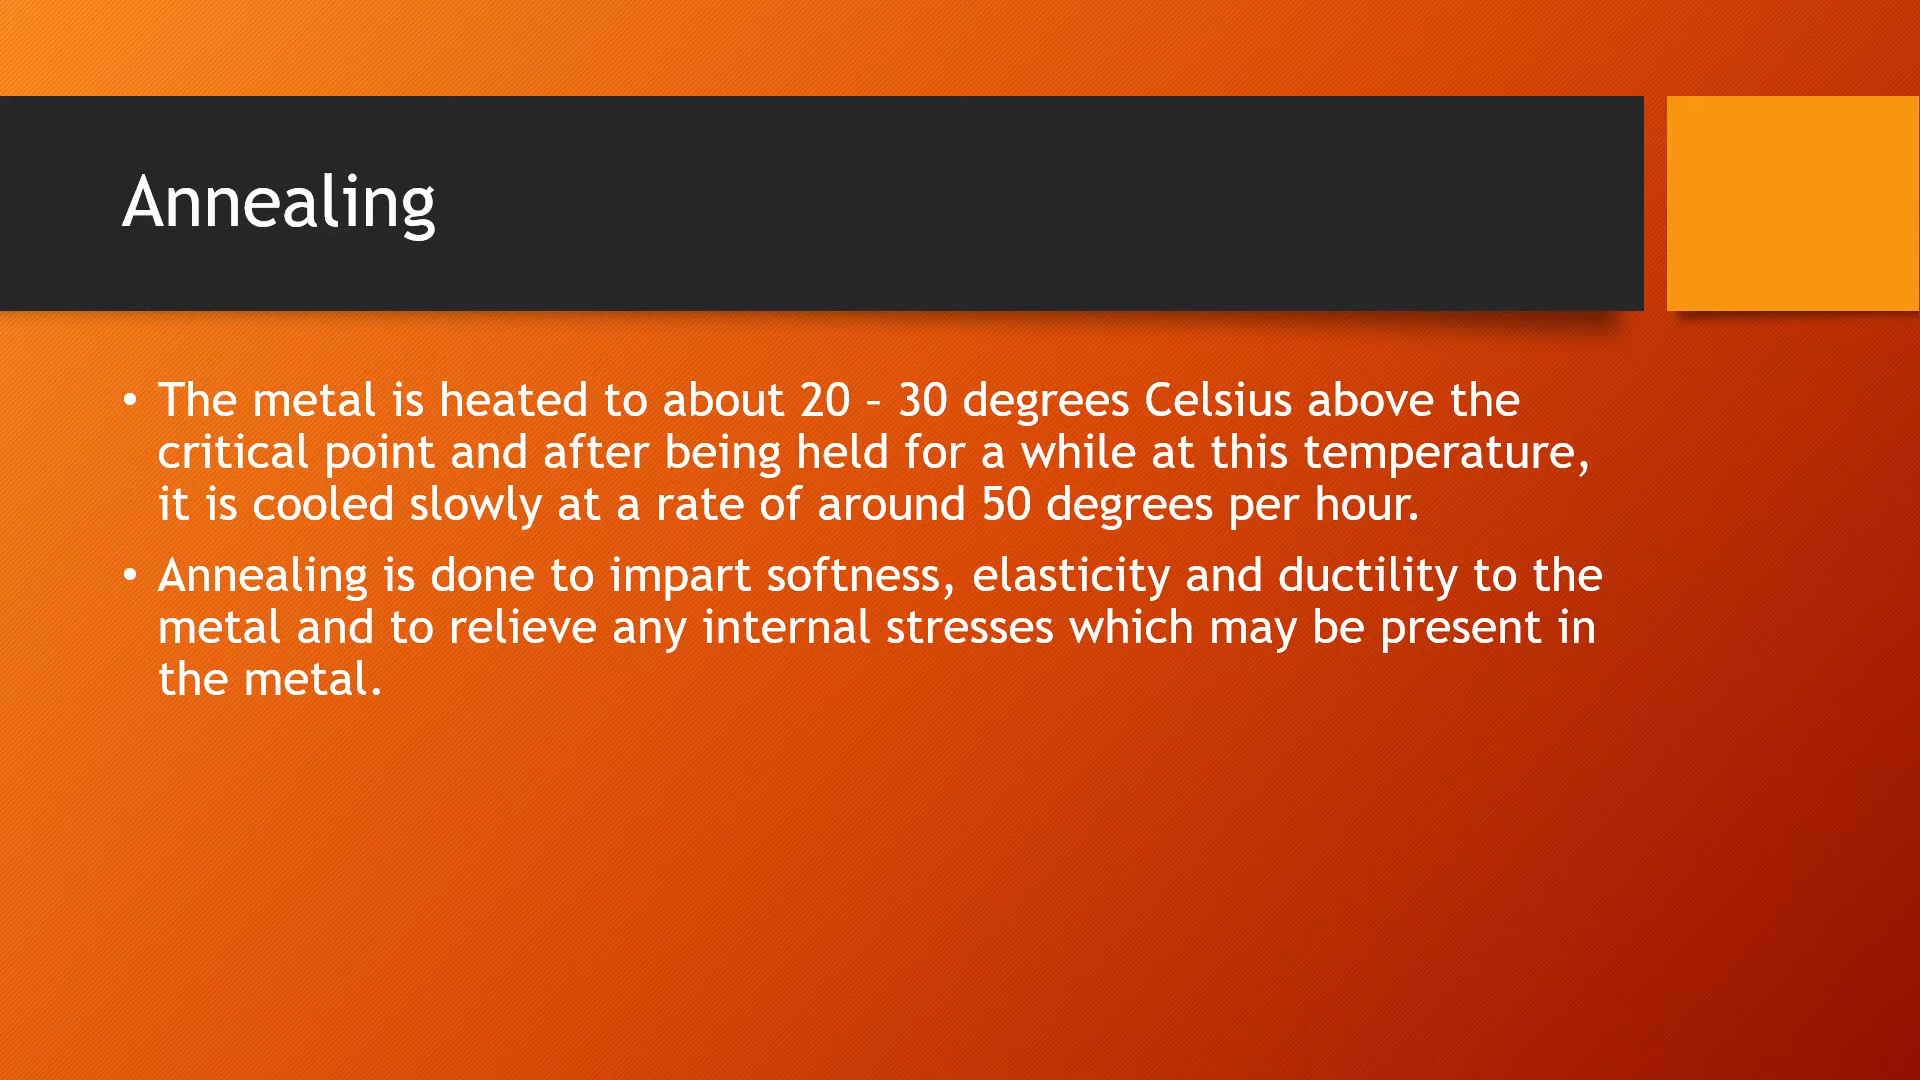 Annealing
• The metal is heated to about 20 – 30 degrees Celsius above the
critical point and after being held for a while at this temperature,
it is cooled slowly at a rate of around 50 degrees per hour.
• Annealing is done to impart softness, elasticity and ductility to the
metal and to relieve any internal stresses which may be present in
the metal.